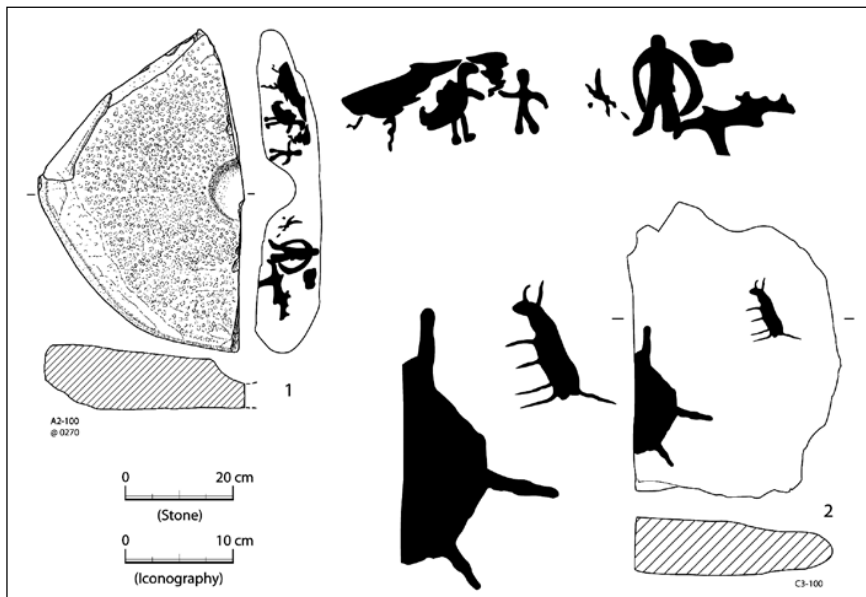 1
A2-100
@ 0270
0 20 cm
(Stone)
0 10 cm
(Iconography)
2
C3-100